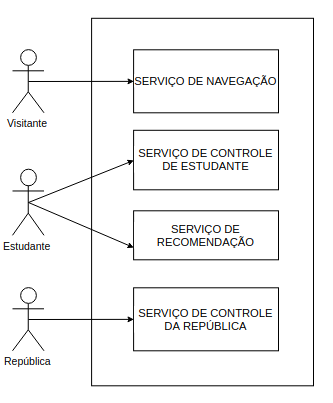 SERVIÇO DE NAVEGAÇÃO
Visitante
SERVIÇO DE CONTROLE
DE ESTUDANTE
Estudante
SERVIÇO DE
RECOMENDAÇÃO
SERVIÇO DE CONTROLE
DA REPÚBLICA
República